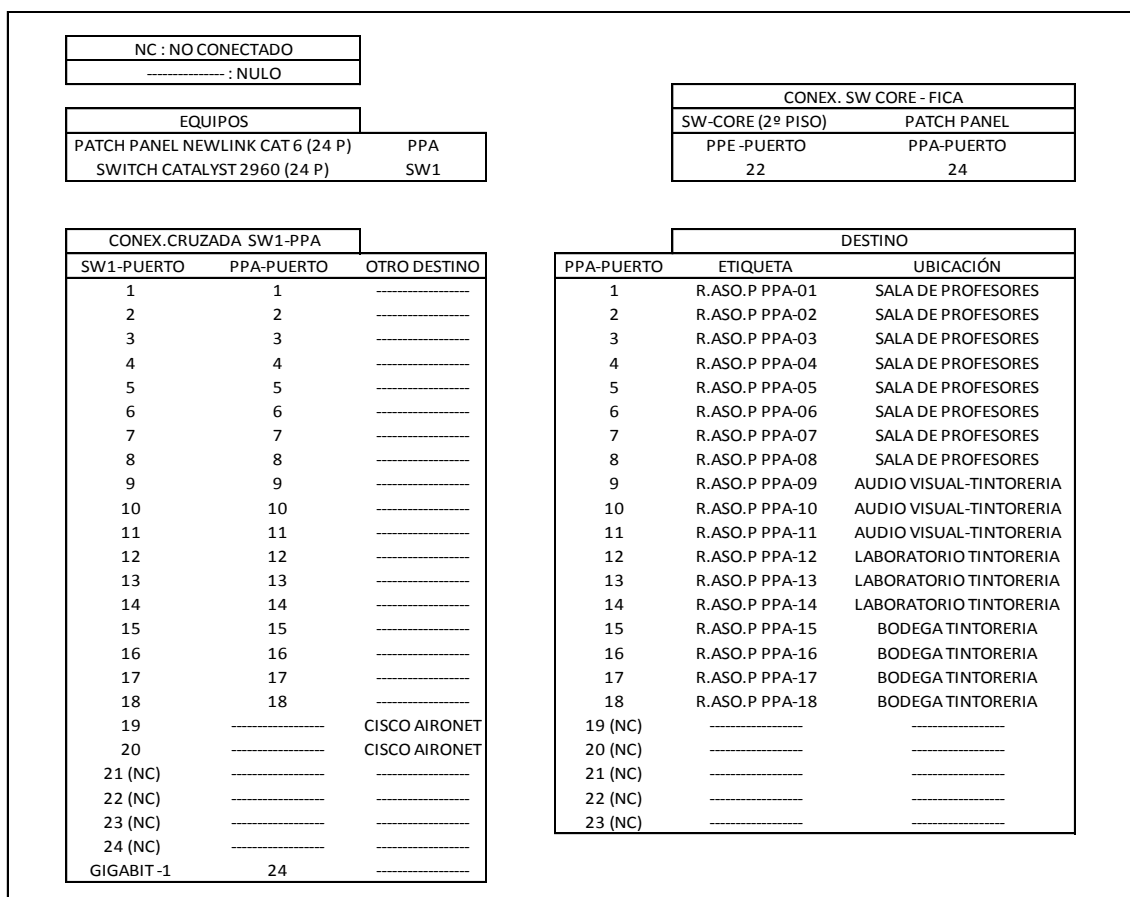 NC : NO CONECTADO
--------------- : NULO
CONEX. SW CORE - FICA
EQUIPOS SW-CORE (2º PISO) PATCH PANEL
PATCH PANEL NEWLINK CAT 6 (24 P) PPA PPE -PUERTO PPA-PUERTO
SWITCH CATALYST 2960 (24 P) SW1 22 24
CONEX.CRUZADA SW1-PPA DESTINO
SW1-PUERTO PPA-PUERTO OTRO DESTINO PPA-PUERTO ETIQUETA UBICACIÓN
1 1 ------------------ 1 R.ASO.P PPA-01 SALA DE PROFESORES
2 2 ------------------ 2 R.ASO.P PPA-02 SALA DE PROFESORES
3 3 ------------------ 3 R.ASO.P PPA-03 SALA DE PROFESORES
4 4 ------------------ 4 R.ASO.P PPA-04 SALA DE PROFESORES
5 5 ------------------ 5 R.ASO.P PPA-05 SALA DE PROFESORES
6 6 ------------------ 6 R.ASO.P PPA-06 SALA DE PROFESORES
7 7 ------------------ 7 R.ASO.P PPA-07 SALA DE PROFESORES
8 8 ------------------ 8 R.ASO.P PPA-08 SALA DE PROFESORES
9 9 ------------------ 9 R.ASO.P PPA-09 AUDIO VISUAL-TINTORERIA
10 10 ------------------ 10 R.ASO.P PPA-10 AUDIO VISUAL-TINTORERIA
11 11 ------------------ 11 R.ASO.P PPA-11 AUDIO VISUAL-TINTORERIA
12 12 ------------------ 12 R.ASO.P PPA-12 LABORATORIO TINTORERIA
13 13 ------------------ 13 R.ASO.P PPA-13 LABORATORIO TINTORERIA
14 14 ------------------ 14 R.ASO.P PPA-14 LABORATORIO TINTORERIA
15 15 ------------------ 15 R.ASO.P PPA-15 BODEGA TINTORERIA
16 16 ------------------ 16 R.ASO.P PPA-16 BODEGA TINTORERIA
17 17 ------------------ 17 R.ASO.P PPA-17 BODEGA TINTORERIA
18 18 ------------------ 18 R.ASO.P PPA-18 BODEGA TINTORERIA
19 ------------------ CISCO AIRONET 19 (NC) ------------------ ------------------
20 ------------------ CISCO AIRONET 20 (NC) ------------------ ------------------
21 (NC) ------------------ ------------------ 21 (NC) ------------------ ------------------
22 (NC) ------------------ ------------------ 22 (NC) ------------------ ------------------
23 (NC) ------------------ ------------------ 23 (NC) ------------------ ------------------
24 (NC) ------------------ ------------------
GIGABIT -1 24 ------------------